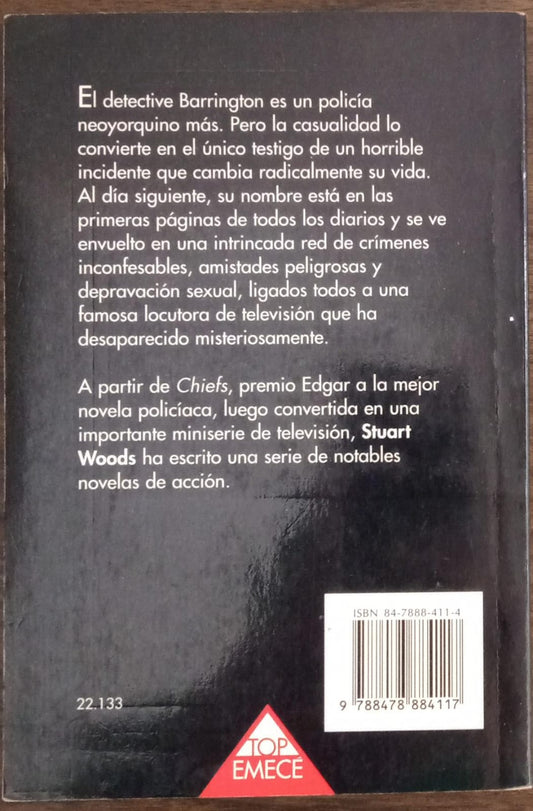 El detective Barrington es un policía
neoyorquino más. Pero la casualidad lo
convierte en el único testigo de un horrible
incidente que cambia radicalmente su vida.
Al día siguiente, su nombre está en las
primeras páginas de todos los diarios y se ve
envuelto en una intrincada red de crímenes
inconfesables, amistades peligrosas y
depravación sexual, ligados todos a una
famosa locutora de televisión que ha
desaparecido misteriosamente.
A partir de Chiefs, premio Edgar a la mejor
novela policíaca, luego convertida en una
importante miniserie de televisión, Stuart
Woods ha escrito una serie de notables
novelas de acción.
ISBN 84-7888-411-4
9 788478 884117
22.133
TOP
EMECÉ